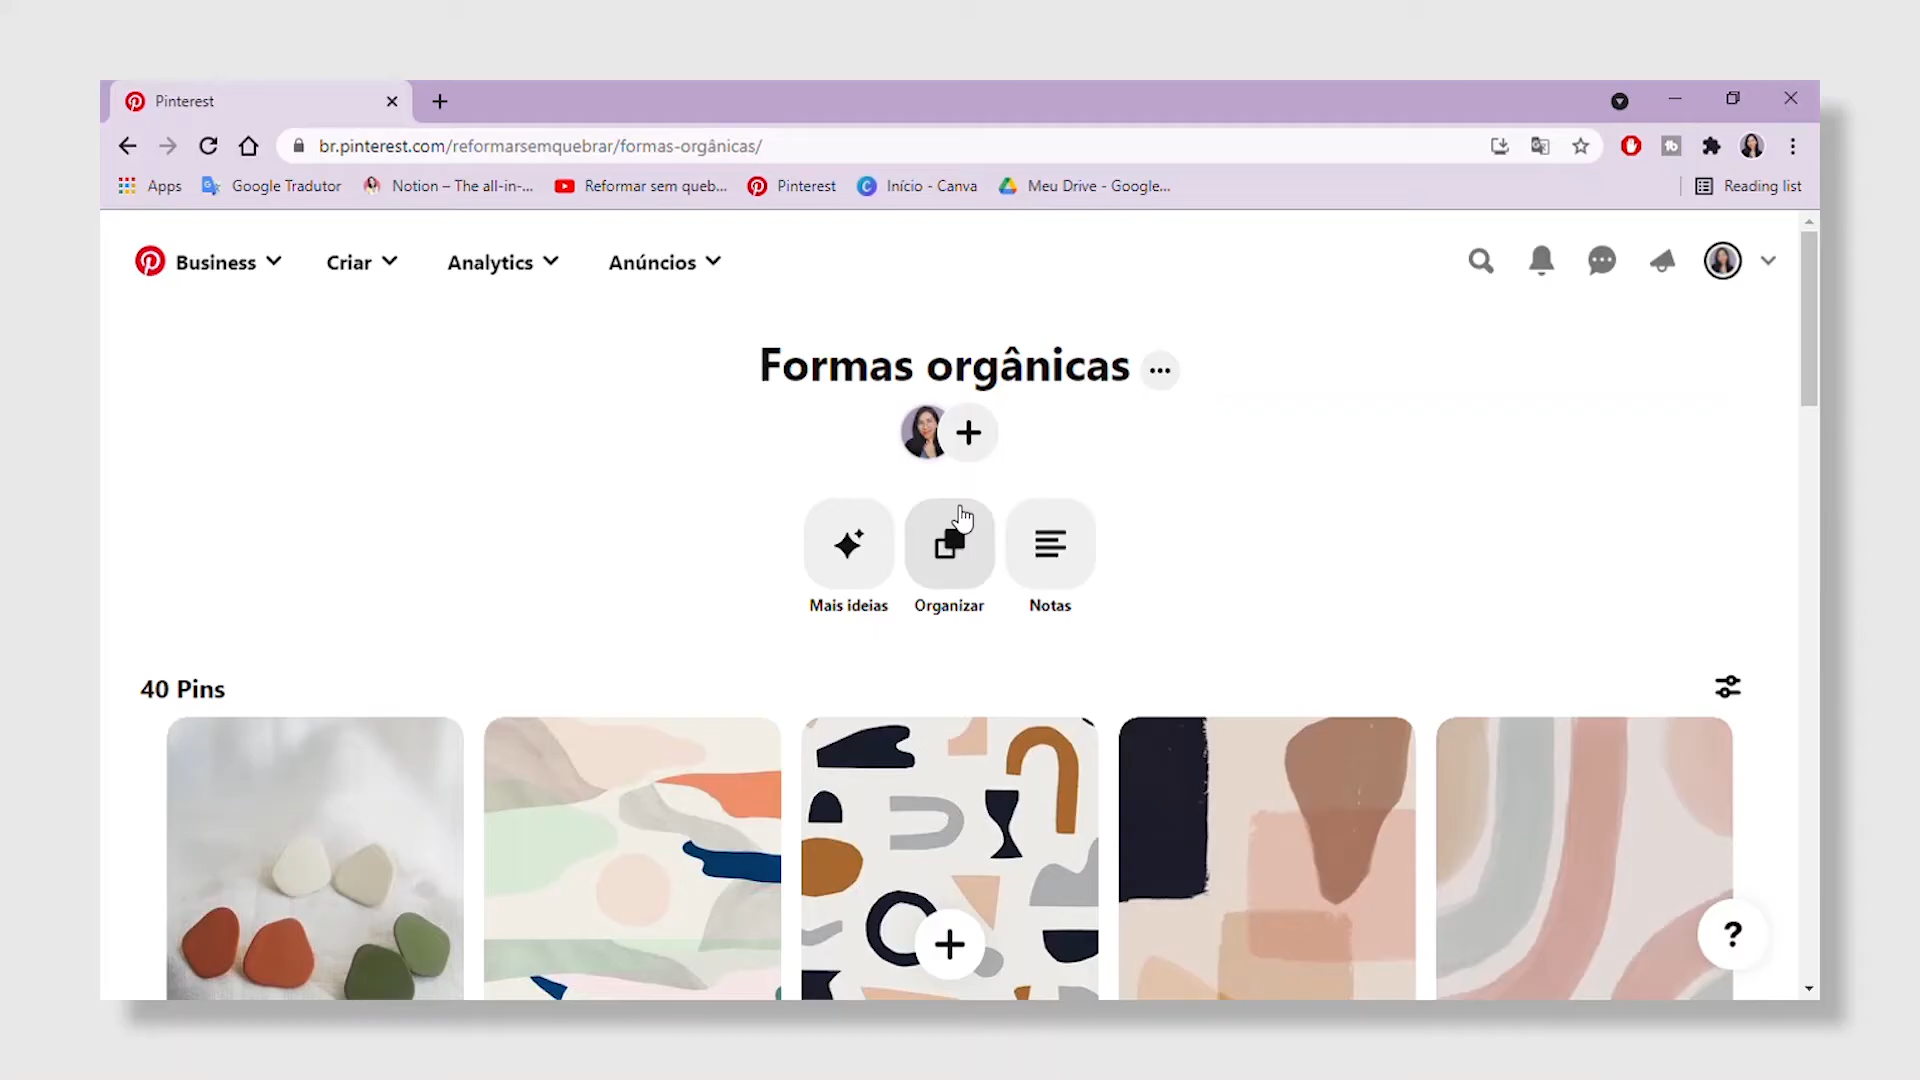 Pinterest
br.pinterest.com/reformarsemquebrar/formas-orgânicas/
Apps Google Tradutor Notion – The all-in-... Reformar sem queb... Pinterest Início - Canva Meu Drive - Google... Reading list
Business Criar Analytics Anúncios
Formas orgânicas
Mais ideias Organizar Notas
40 Pins
?